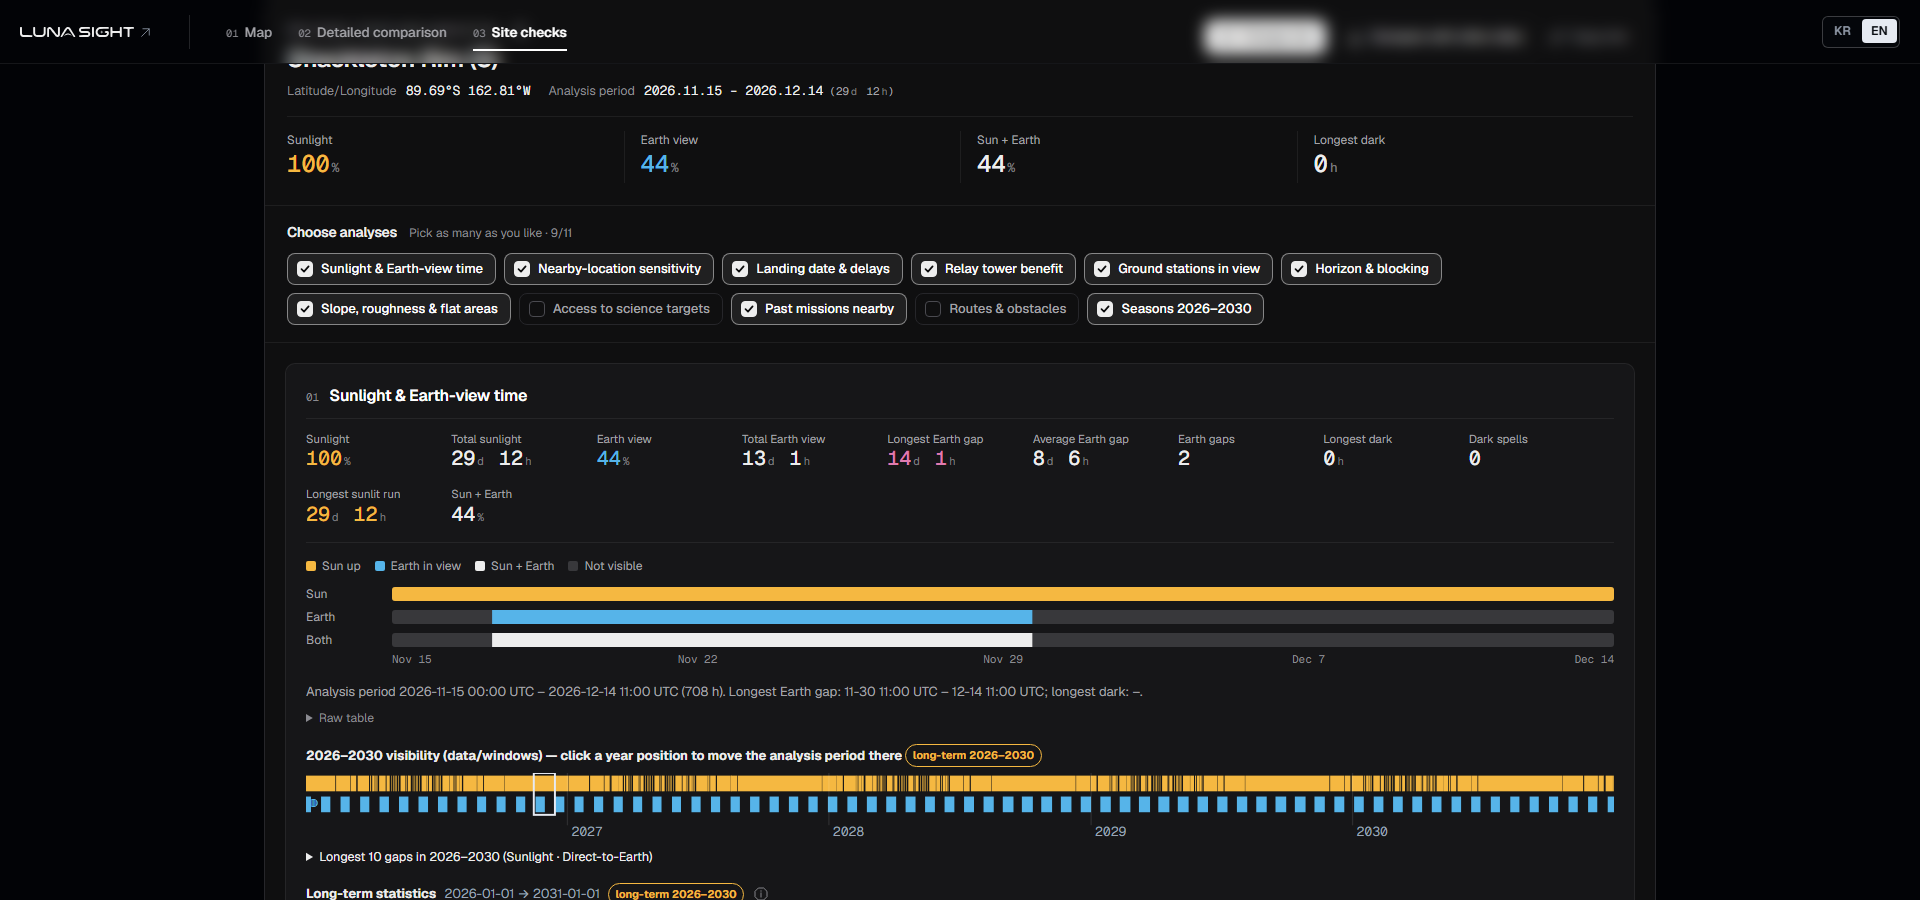 LUNA SIGHT ↗
01 Map
02 Detailed comparison
03 Site checks
KR EN
Latitude/Longitude 89.69°S 162.81°W Analysis period 2026.11.15 – 2026.12.14 (29d 12h)
Sunlight Earth view Sun + Earth Longest dark
100% 44% 44% 0h
Choose analyses Pick as many as you like · 9/11
Sunlight & Earth-view time Nearby-location sensitivity Landing date & delays Relay tower benefit Ground stations in view Horizon & blocking
Slope, roughness & flat areas Access to science targets Past missions nearby Routes & obstacles Seasons 2026–2030
01 Sunlight & Earth-view time
Sunlight Total sunlight Earth view Total Earth view Longest Earth gap Average Earth gap Earth gaps Longest dark Dark spells
100% 29d 12h 44% 13d 1h 14d 1h 8d 6h 2 0h 0
Longest sunlit run Sun + Earth
29d 12h 44%
Sun up Earth in view Sun + Earth Not visible
Sun
Earth
Both
Nov 15 Nov 22 Nov 29 Dec 7 Dec 14
Analysis period 2026-11-15 00:00 UTC – 2026-12-14 11:00 UTC (708 h). Longest Earth gap: 11-30 11:00 UTC – 12-14 11:00 UTC; longest dark: –.
▶ Raw table
2026–2030 visibility (data/windows) — click a year position to move the analysis period there long-term 2026–2030
2027 2028 2029 2030
▶ Longest 10 gaps in 2026–2030 (Sunlight · Direct-to-Earth)
Long-term statistics 2026-01-01 → 2031-01-01 long-term 2026–2030